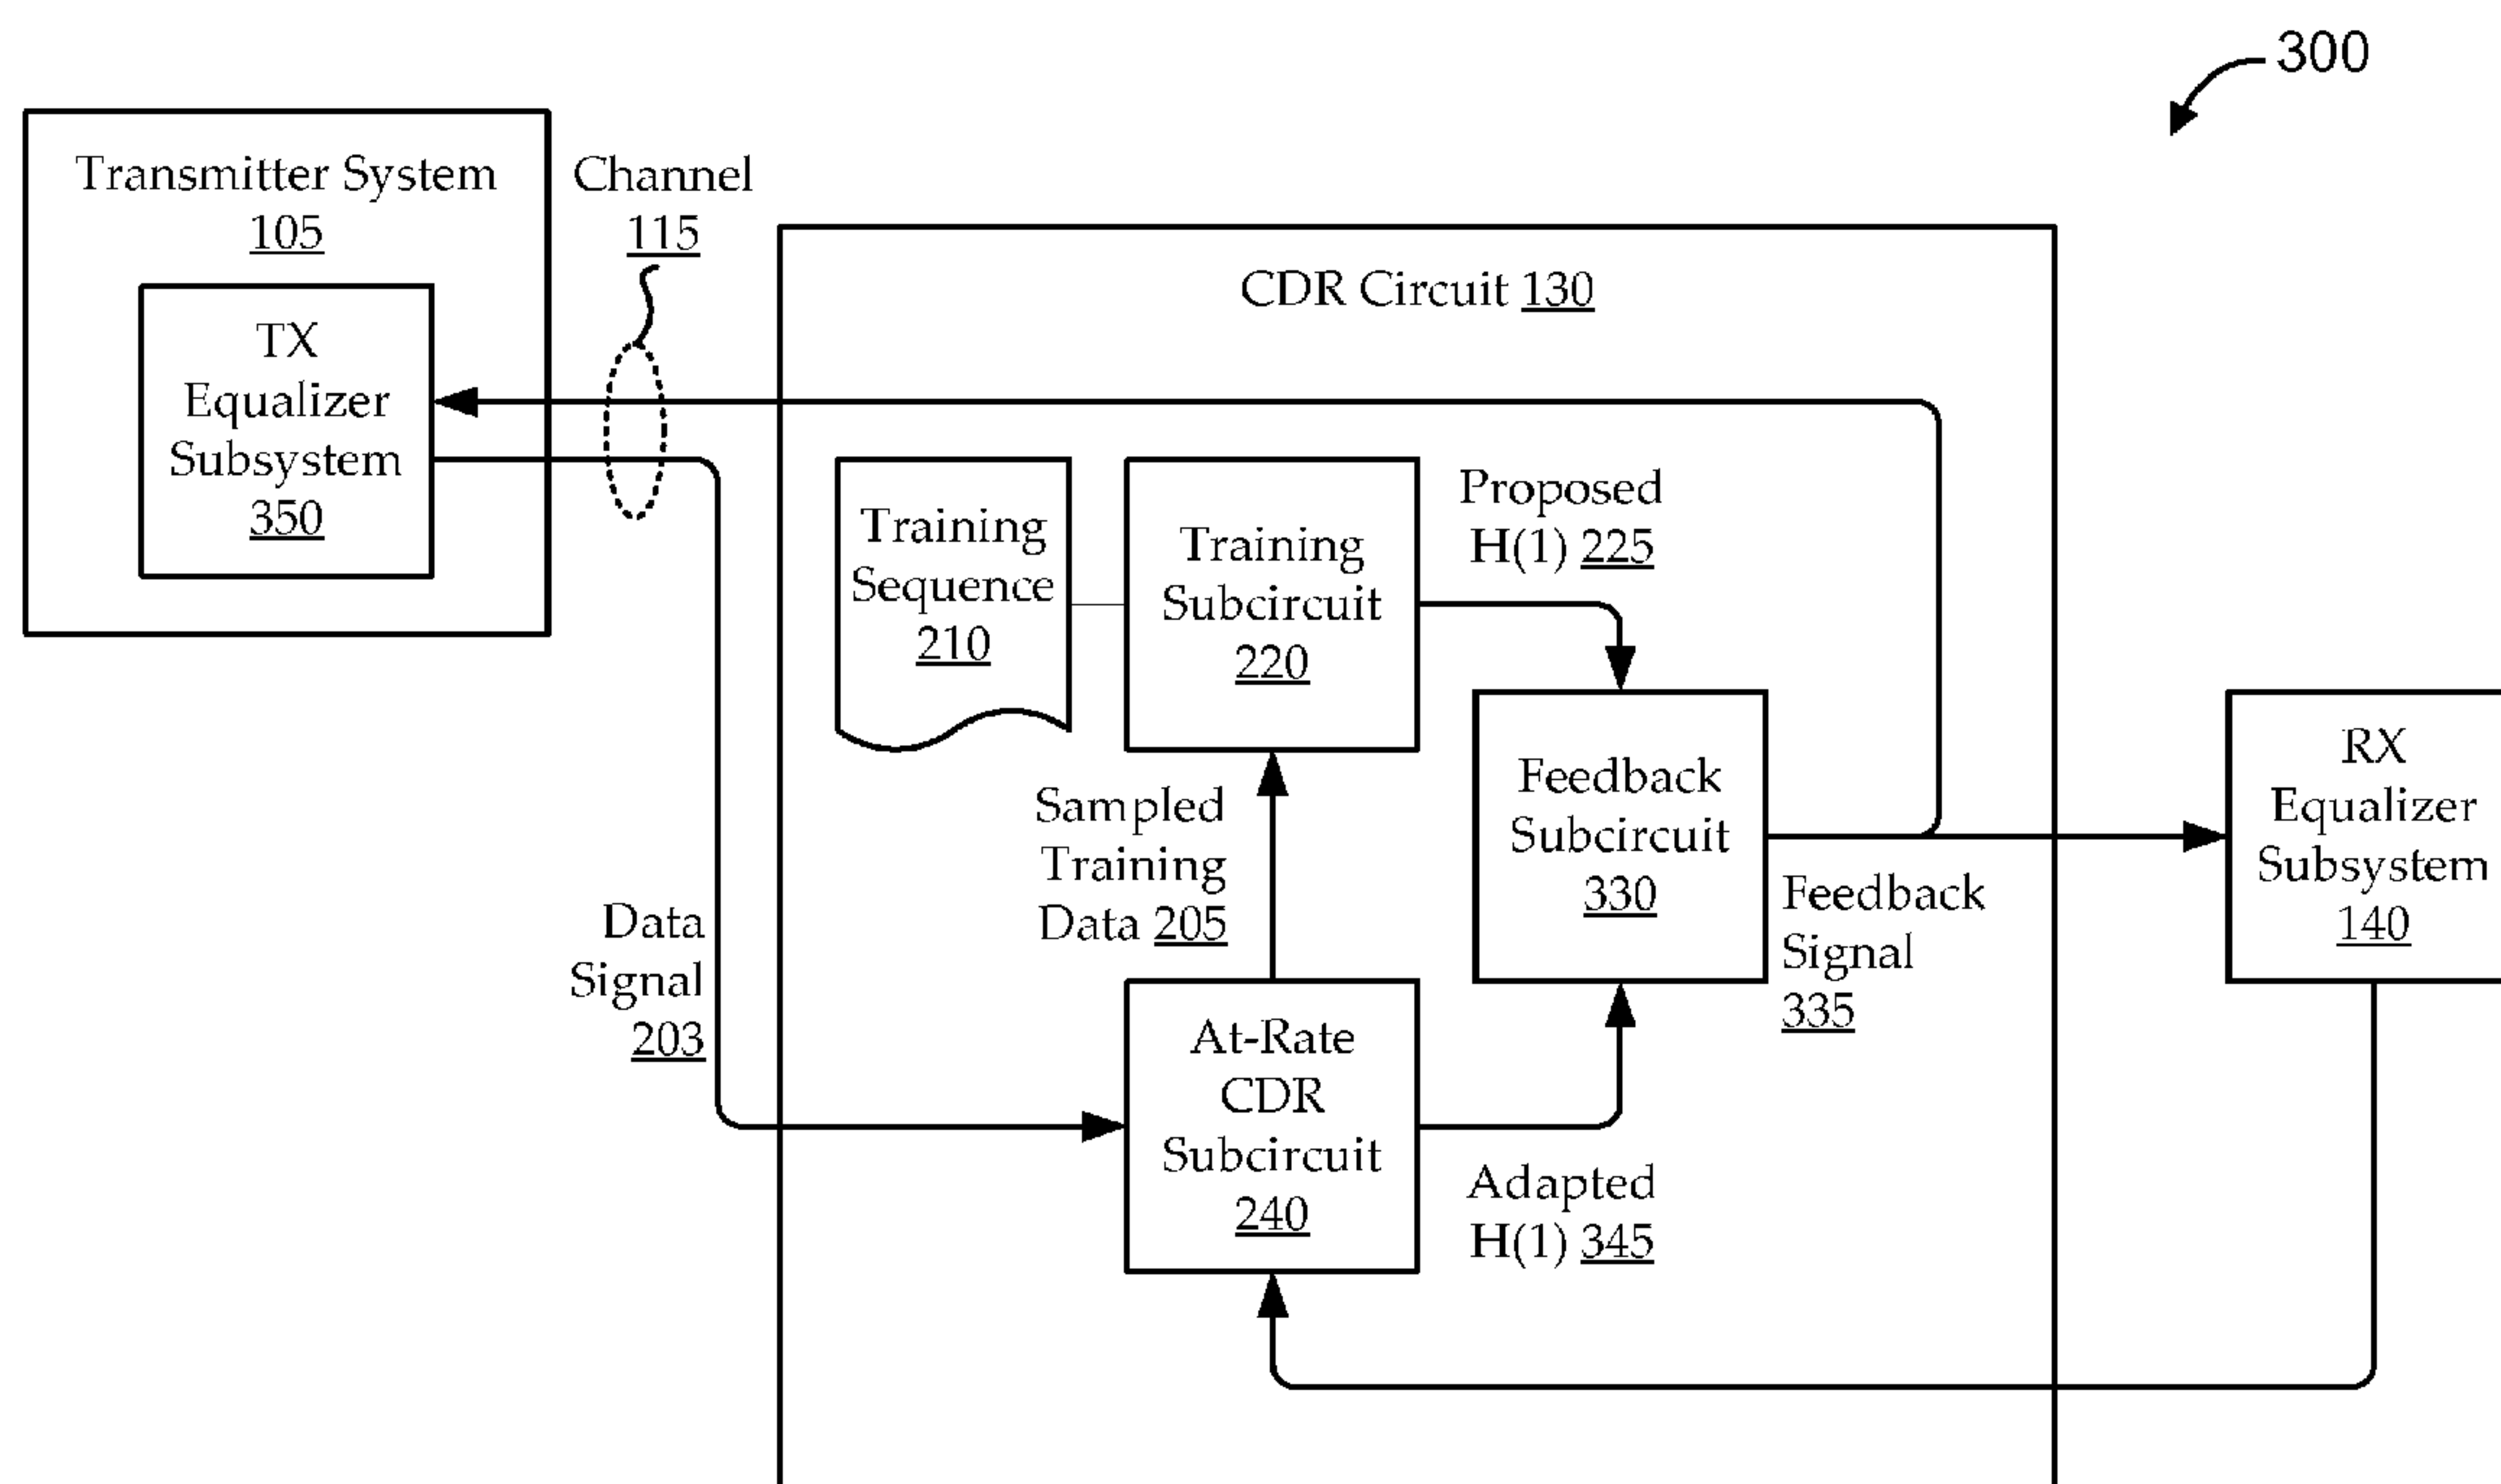 300
Transmitter System
105
TX
Equalizer
Subsystem
350
Channel
115
CDR Circuit 130
Training
Sequence
210
Training
Subcircuit
220
Proposed
H(1) 225
Feedback
Subcircuit
330
Feedback
Signal
335
RX
Equalizer
Subsystem
140
Sampled
Training
Data 205
Data
Signal
203
At-Rate
CDR
Subcircuit
240
Adapted
H(1) 345